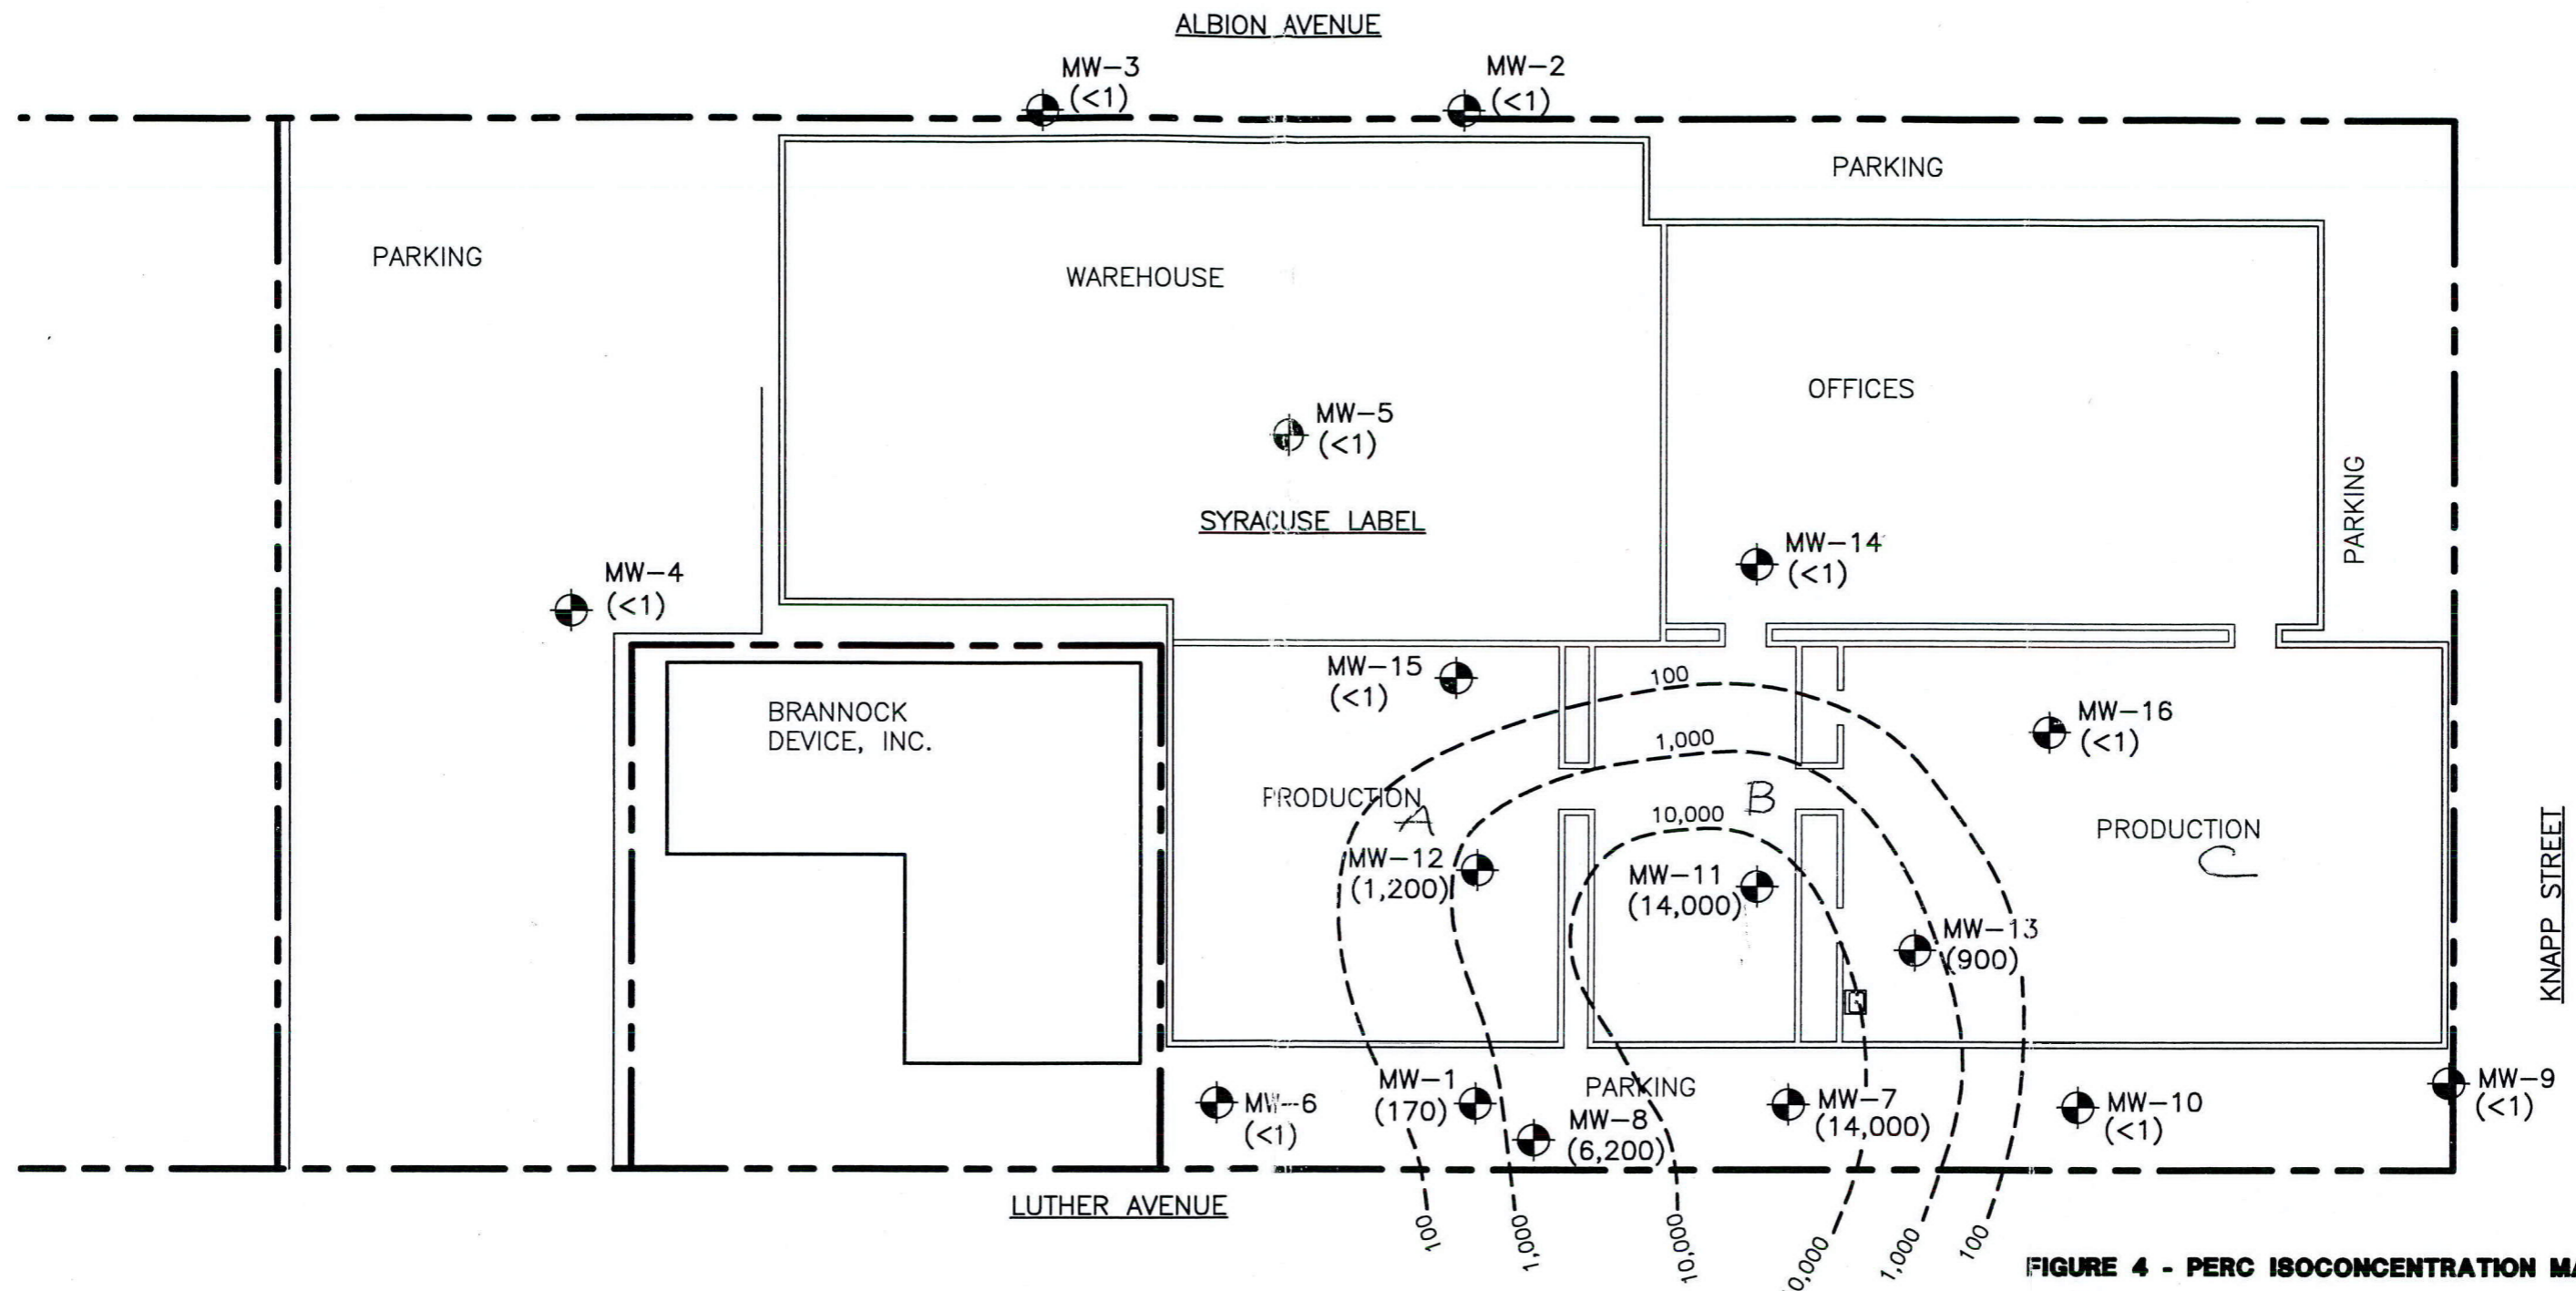 ALBION AVENUE
MW-3
(<1)
MW-2
(<1)
PARKING
PARKING
WAREHOUSE
OFFICES
MW-5
(<1)
PARKING
SYRACUSE LABEL
MW-14
(<1)
MW-4
(<1)
MW-15
(<1)
100
MW-16
(<1)
BRANNOCK
DEVICE, INC.
1,000
PRODUCTION
A
B
10,000
PRODUCTION
C
MW-12
(1,200)
MW-11
(14,000)
MW-13
(900)
KNAPP STREET
MW-6
(<1)
MW-1
(170)
PARKING
MW-8
(6,200)
MW-7
(14,000)
MW-10
(<1)
MW-9
(<1)
LUTHER AVENUE
100
1,000
10,000
0,000
1,000
100
FIGURE 4 - PERC ISOCONCENTRATION